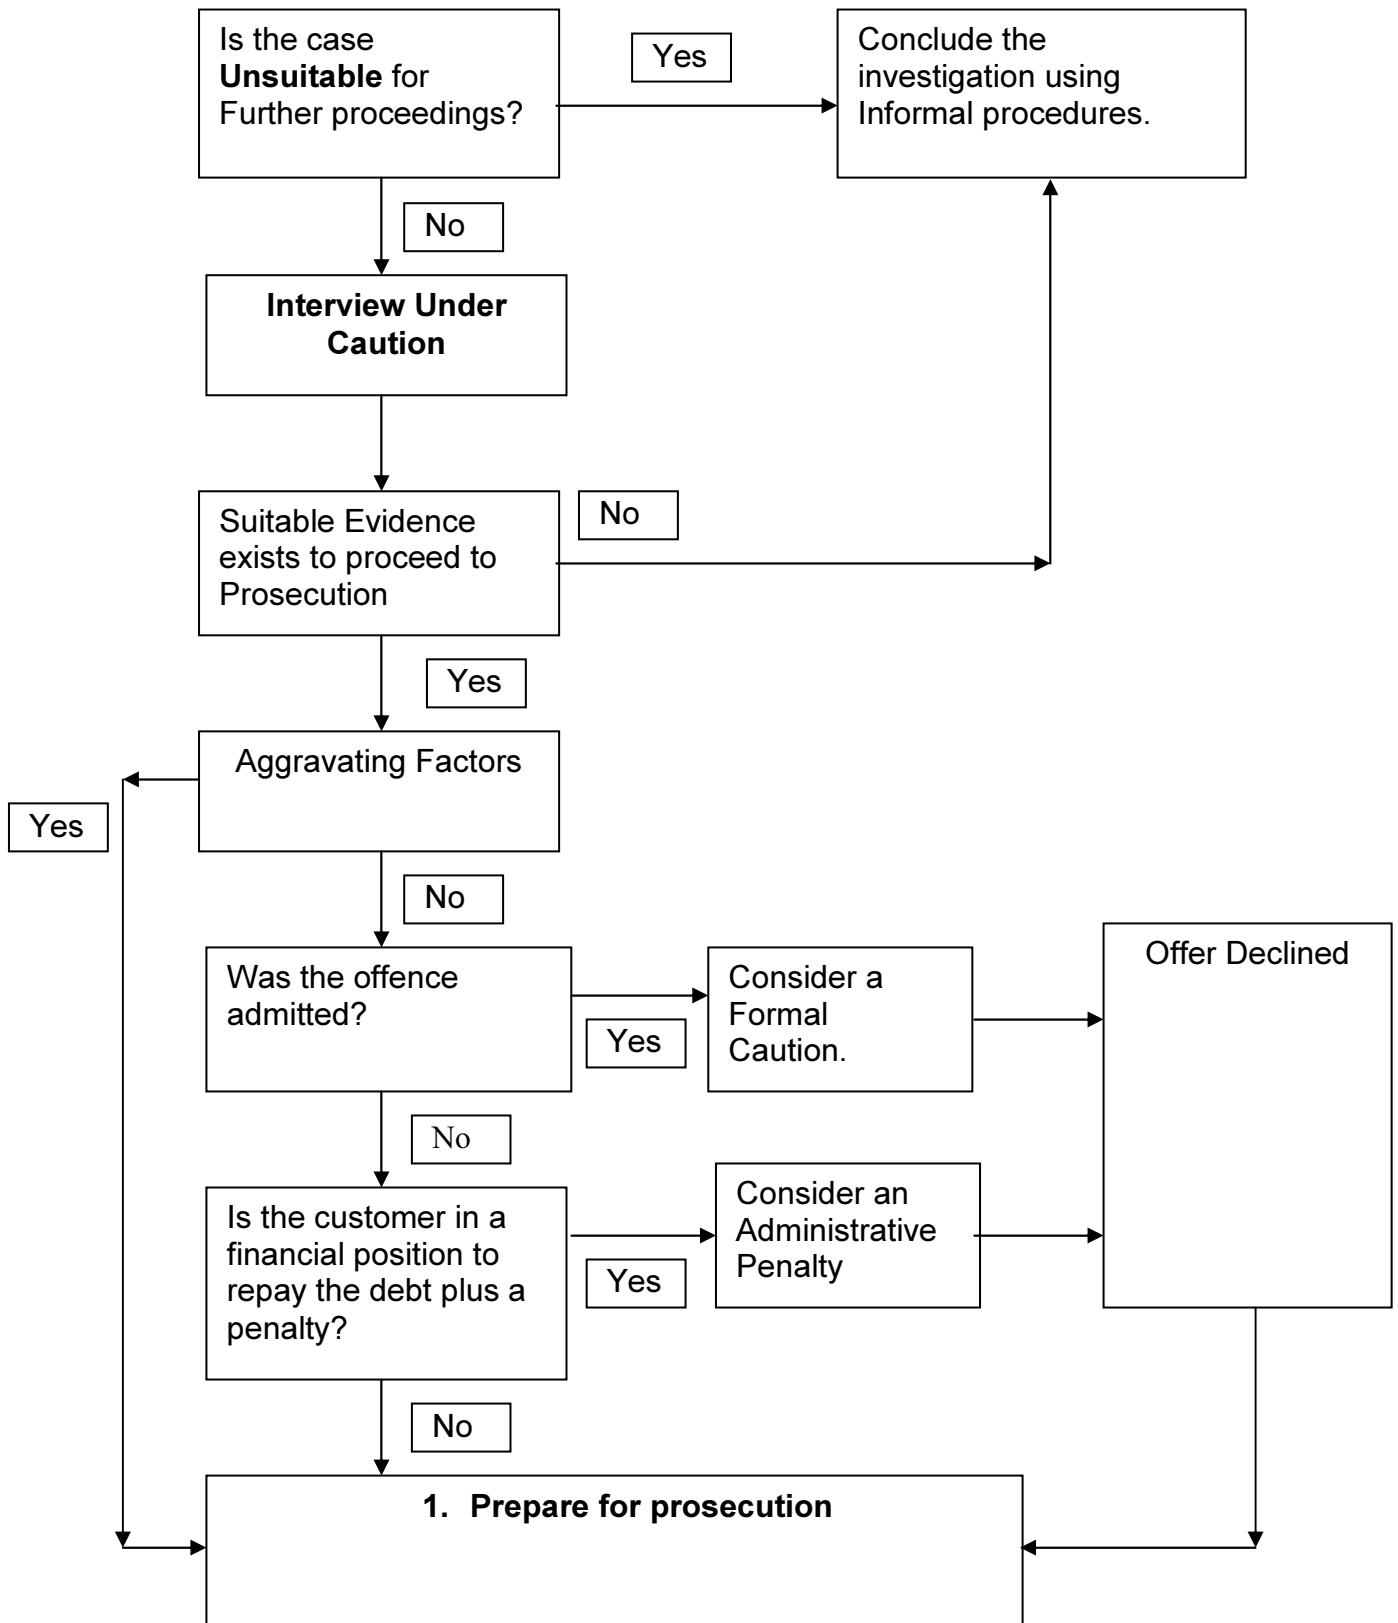 Is the case
Unsuitable for
Further proceedings?
Yes
Conclude the
investigation using
Informal procedures.
No
Interview Under
Caution
Suitable Evidence
exists to proceed to
Prosecution
No
Yes
Aggravating Factors
Yes
No
Was the offence
admitted?
Yes
Consider a
Formal
Caution.
Offer Declined
No
Is the customer in a
financial position to
repay the debt plus a
penalty?
Yes
Consider an
Administrative
Penalty
No
1. Prepare for prosecution